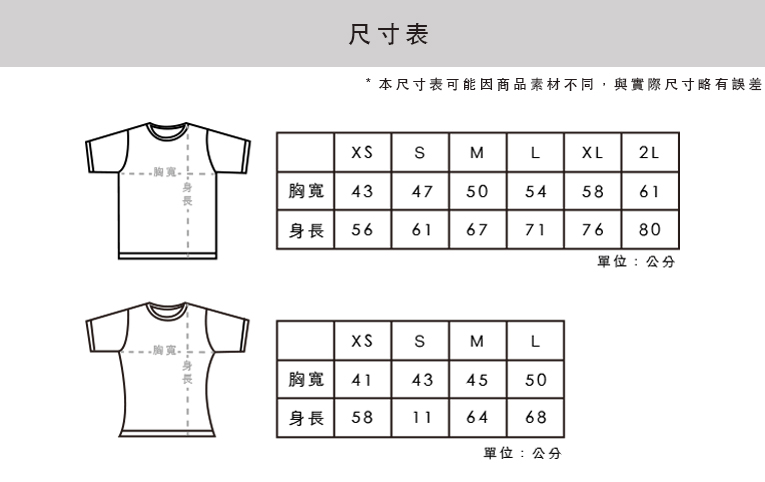 尺寸表
* 本尺寸表可能因商品素材不同，與實際尺寸略有誤差
胸寬
身長
XS S M L XL 2L
胸寬 43 47 50 54 58 61
身長 56 61 67 71 76 80
單位：公分
胸寬
身長
XS S M L
胸寬 41 43 45 50
身長 58 11 64 68
單位：公分